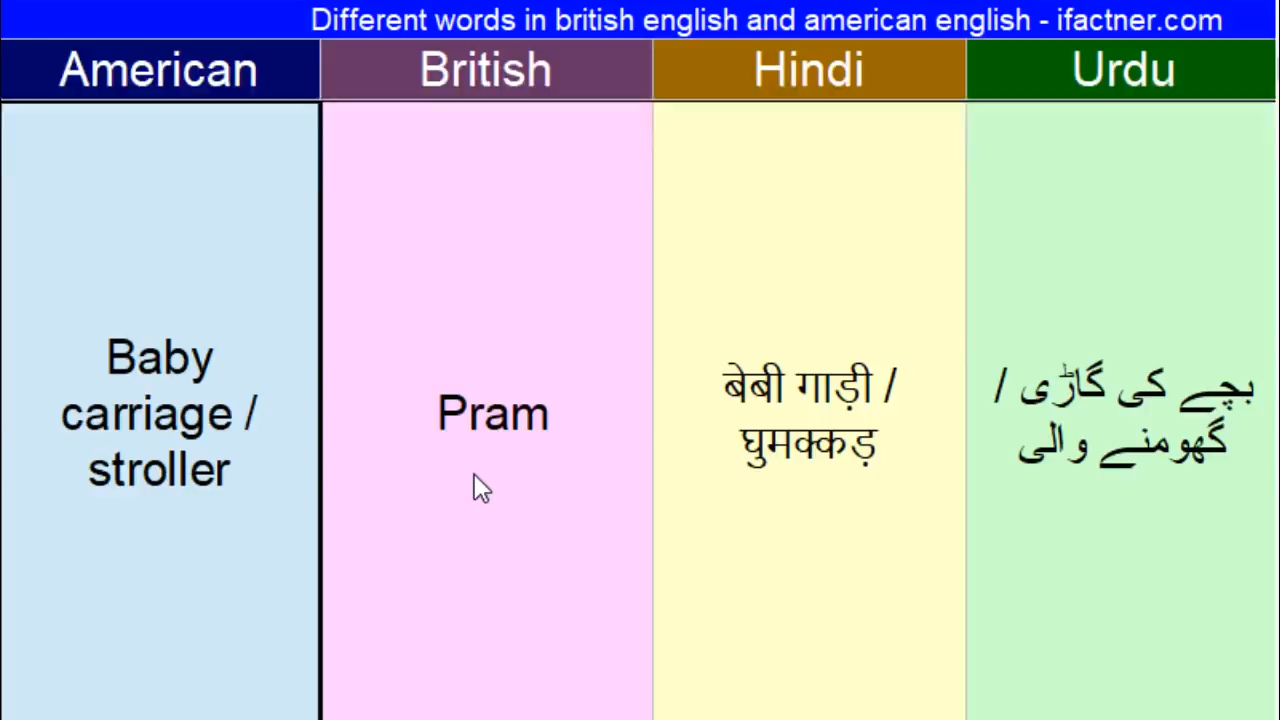 Different words in british english and american english - ifactner.com
American
British
Hindi
Urdu
Baby
carriage /
stroller
Pram
बेबी गाड़ी /
घुमक्कड़
بچے کی گاڑی /
گھومنے والی